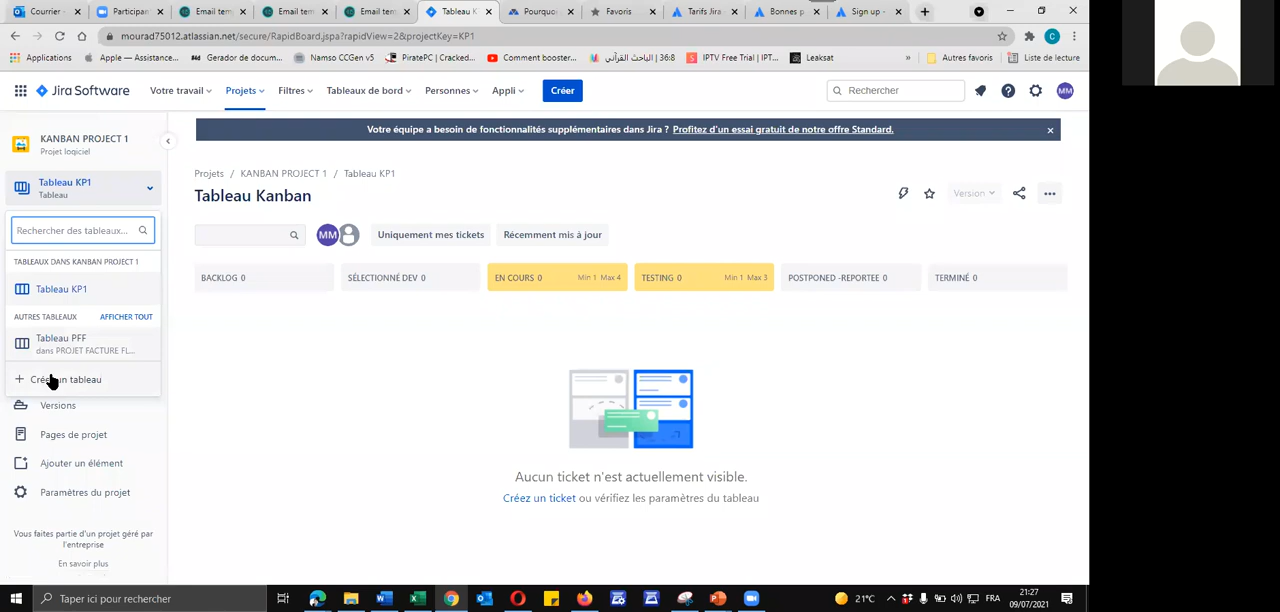 Courrier -
Participan
Email tem
Email tem
Email tem
Tableau K
Pourquoi
Favoris
Tarifs Jira
Bonnes p
Sign up -
mourad75012.atlassian.net/secure/RapidBoard.jspa?rapidView=2&projectKey=KP1
C
Applications
Apple — Assistance...
Gerador de docum...
Namso CCGen v5
PiratePC | Cracked...
Comment booster...
36:8 | الباحث القرآني
IPTV Free Trial | IPT...
Leaksat
»
Autres favoris
Liste de lecture
Jira Software
Votre travail
Projets
Filtres
Tableaux de bord
Personnes
Appli
Créer
Rechercher
MM
Votre équipe a besoin de fonctionnalités supplémentaires dans Jira ? Profitez d'un essai gratuit de notre offre Standard.
KANBAN PROJECT 1
Projet logiciel
Tableau KP1
Tableau
Rechercher des tableaux...
TABLEAUX DANS KANBAN PROJECT 1
Tableau KP1
AUTRES TABLEAUX
AFFICHER TOUT
Tableau PFF
dans PROJET FACTURE FL...
Créer un tableau
Versions
Pages de projet
Ajouter un élément
Paramètres du projet
Vous faites partie d'un projet géré par
l'entreprise
En savoir plus
Projets / KANBAN PROJECT 1 / Tableau KP1
Tableau Kanban
Version
MM
Uniquement mes tickets
Récemment mis à jour
BACKLOG 0
SÉLECTIONNÉ DEV 0
EN COURS 0 Min 1 Max 4
TESTING 0 Min 1 Max 3
POSTPONED -REPORTEE 0
TERMINÉ 0
Aucun ticket n'est actuellement visible.
Créez un ticket ou vérifiez les paramètres du tableau
Taper ici pour rechercher
21°C
FRA
21:27
09/07/2021